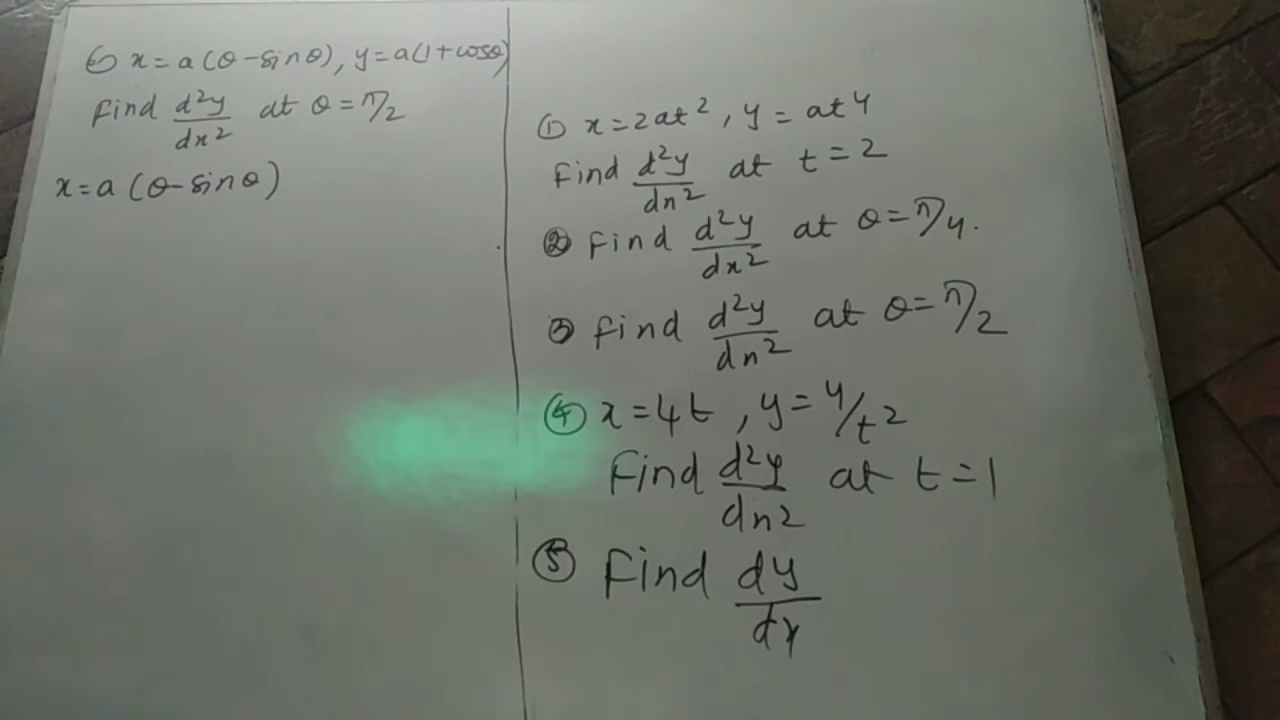 ⑥ x = a (θ - sin θ), y = a(1 + cosθ)
Find d²y/dx² at θ = π/2
x = a (θ - sin θ)
① x = 2at², y = at⁴
Find d²y/dx² at t = 2
② Find d²y/dx² at θ = π/4.
③ Find d²y/dx² at θ = π/2
④ x = 4t, y = 4/t²
Find d²y/dx² at t = 1
⑤ Find dy/dx